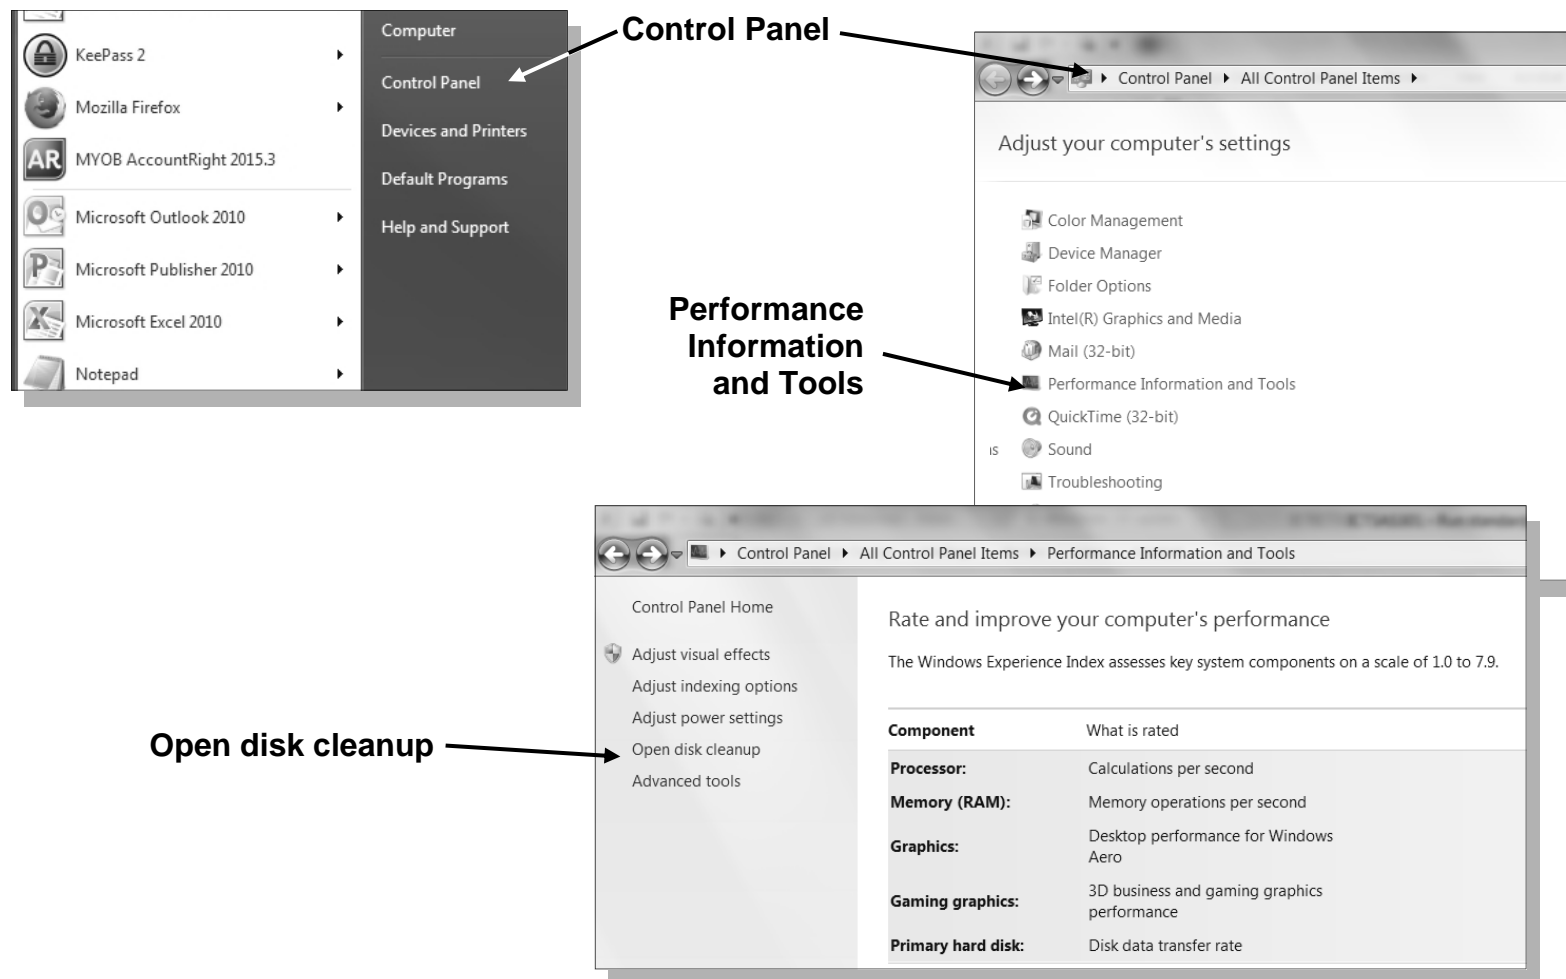 KeePass 2
Mozilla Firefox
MYOB AccountRight 2015.3
Microsoft Outlook 2010
Microsoft Publisher 2010
Microsoft Excel 2010
Notepad
Computer
Control Panel
Devices and Printers
Default Programs
Help and Support
Control Panel
Control Panel All Control Panel Items
Adjust your computer's settings
Color Management
Device Manager
Folder Options
Intel(R) Graphics and Media
Mail (32-bit)
Performance Information and Tools
QuickTime (32-bit)
Sound
Troubleshooting
Performance
Information
and Tools
Control Panel All Control Panel Items Performance Information and Tools
Control Panel Home
Adjust visual effects
Adjust indexing options
Adjust power settings
Open disk cleanup
Advanced tools
Open disk cleanup
Rate and improve your computer's performance
The Windows Experience Index assesses key system components on a scale of 1.0 to 7.9.
Component What is rated
Processor: Calculations per second
Memory (RAM): Memory operations per second
Graphics: Desktop performance for Windows
Aero
Gaming graphics: 3D business and gaming graphics
performance
Primary hard disk: Disk data transfer rate